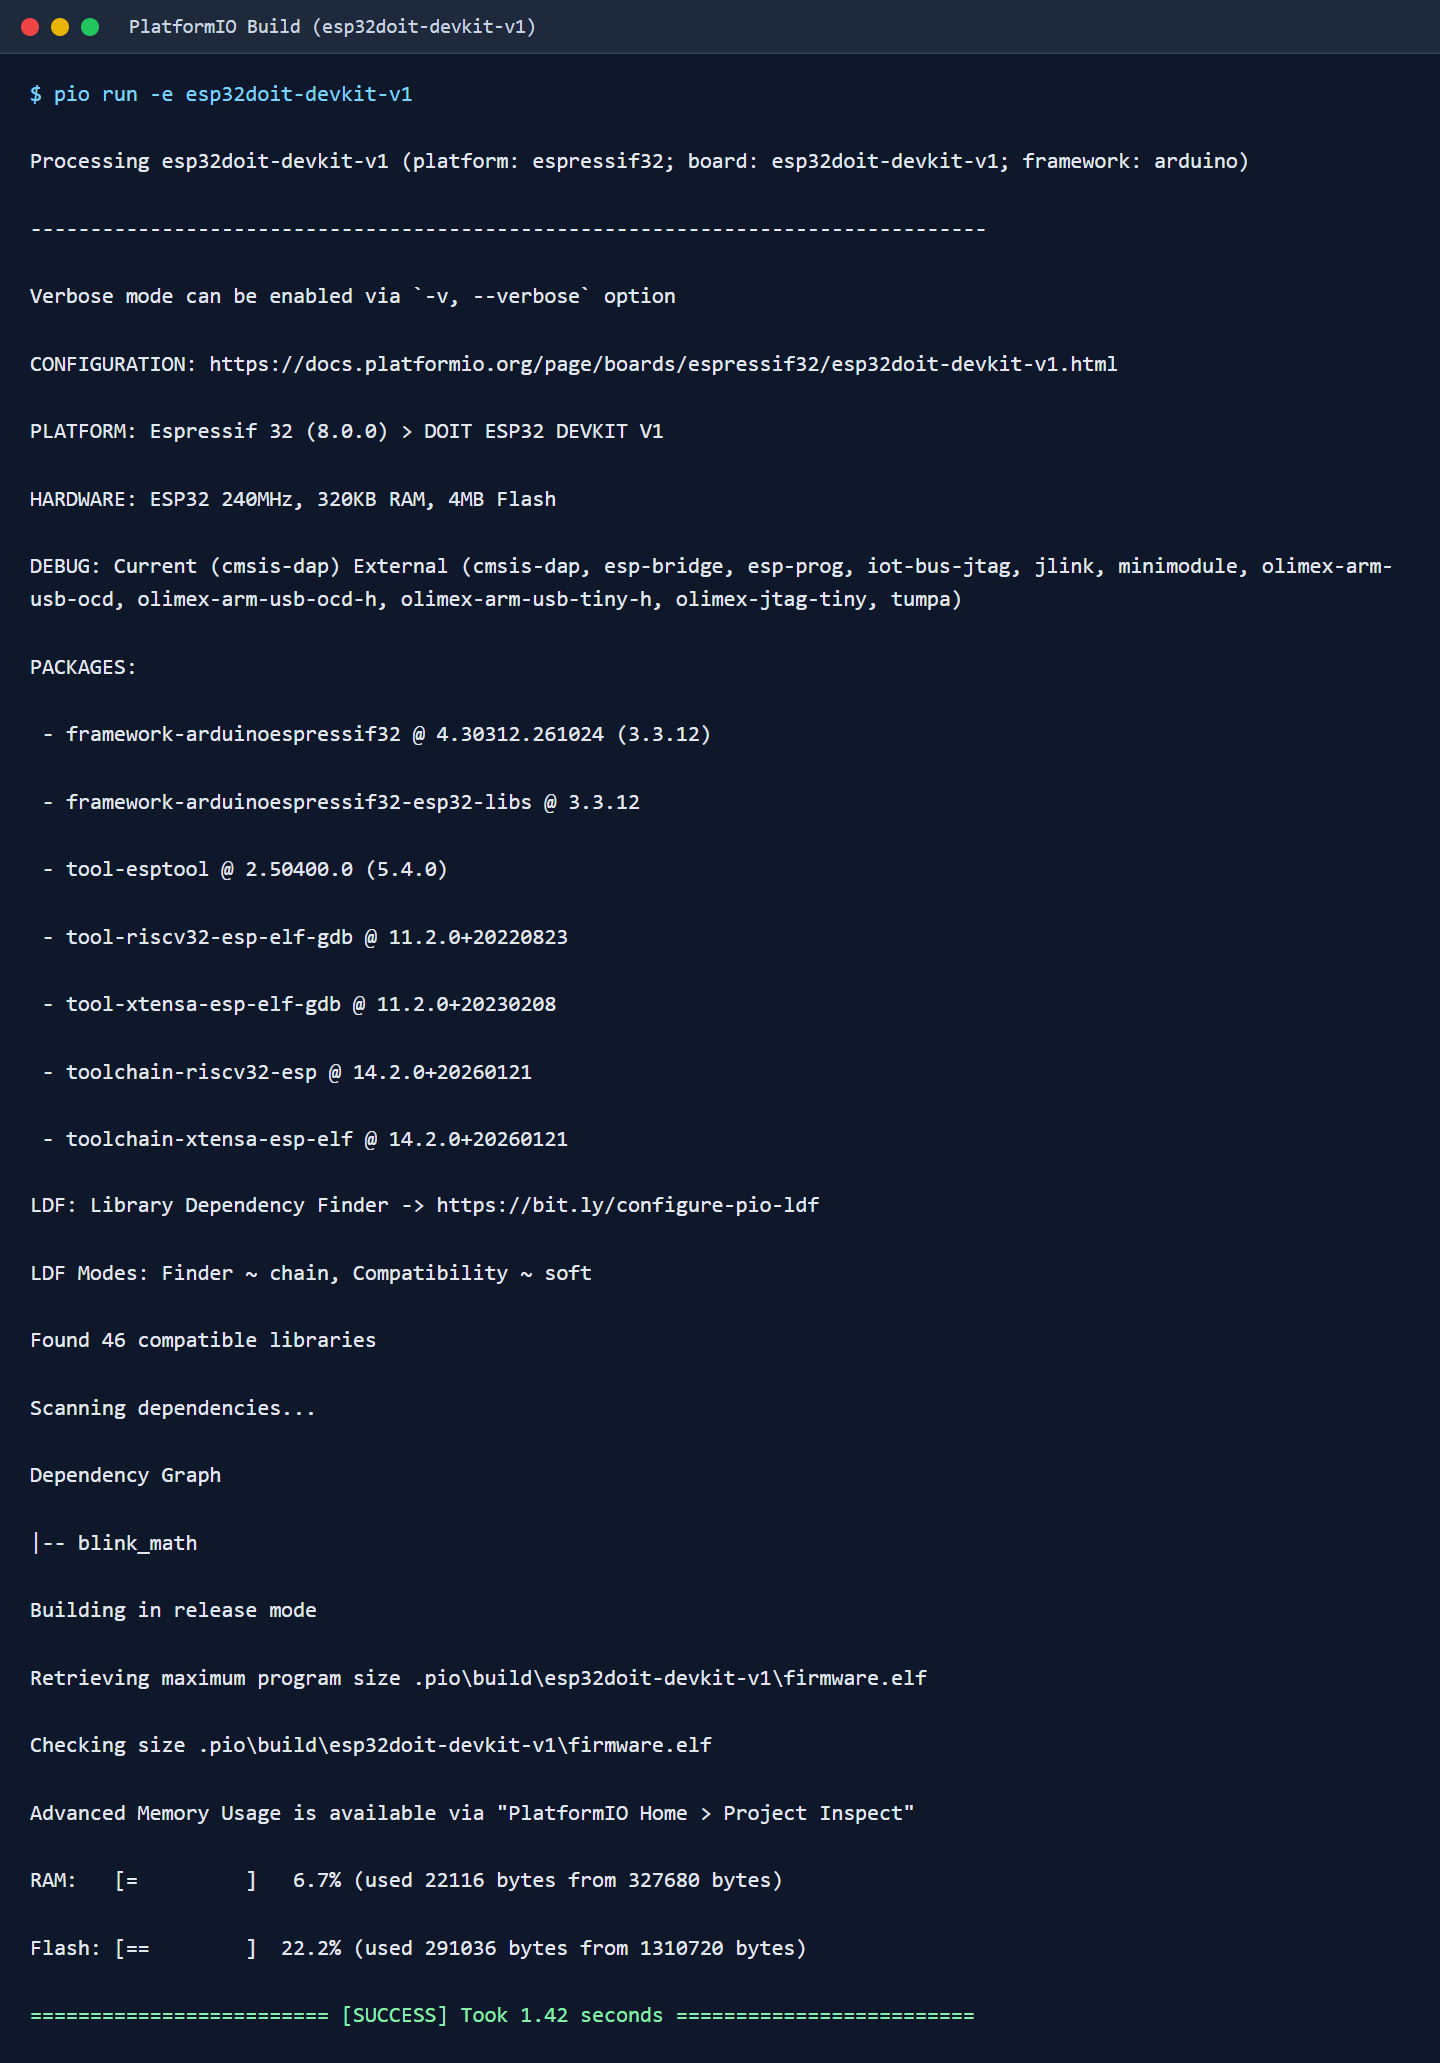 PlatformIO Build (esp32doit-devkit-v1)
$ pio run -e esp32doit-devkit-v1
Processing esp32doit-devkit-v1 (platform: espressif32; board: esp32doit-devkit-v1; framework: arduino)
--------------------------------------------------------------------------------
Verbose mode can be enabled via `-v, --verbose` option
CONFIGURATION: https://docs.platformio.org/page/boards/espressif32/esp32doit-devkit-v1.html
PLATFORM: Espressif 32 (8.0.0) > DOIT ESP32 DEVKIT V1
HARDWARE: ESP32 240MHz, 320KB RAM, 4MB Flash
DEBUG: Current (cmsis-dap) External (cmsis-dap, esp-bridge, esp-prog, iot-bus-jtag, jlink, minimodule, olimex-arm-
usb-ocd, olimex-arm-usb-ocd-h, olimex-arm-usb-tiny-h, olimex-jtag-tiny, tumpa)
PACKAGES:
 - framework-arduinoespressif32 @ 4.30312.261024 (3.3.12)
 - framework-arduinoespressif32-esp32-libs @ 3.3.12
 - tool-esptool @ 2.50400.0 (5.4.0)
 - tool-riscv32-esp-elf-gdb @ 11.2.0+20220823
 - tool-xtensa-esp-elf-gdb @ 11.2.0+20230208
 - toolchain-riscv32-esp @ 14.2.0+20260121
 - toolchain-xtensa-esp-elf @ 14.2.0+20260121
LDF: Library Dependency Finder -> https://bit.ly/configure-pio-ldf
LDF Modes: Finder ~ chain, Compatibility ~ soft
Found 46 compatible libraries
Scanning dependencies...
Dependency Graph
|-- blink_math
Building in release mode
Retrieving maximum program size .pio\build\esp32doit-devkit-v1\firmware.elf
Checking size .pio\build\esp32doit-devkit-v1\firmware.elf
Advanced Memory Usage is available via "PlatformIO Home > Project Inspect"
RAM:   [=         ]   6.7% (used 22116 bytes from 327680 bytes)
Flash: [==        ]  22.2% (used 291036 bytes from 1310720 bytes)
========================= [SUCCESS] Took 1.42 seconds =========================